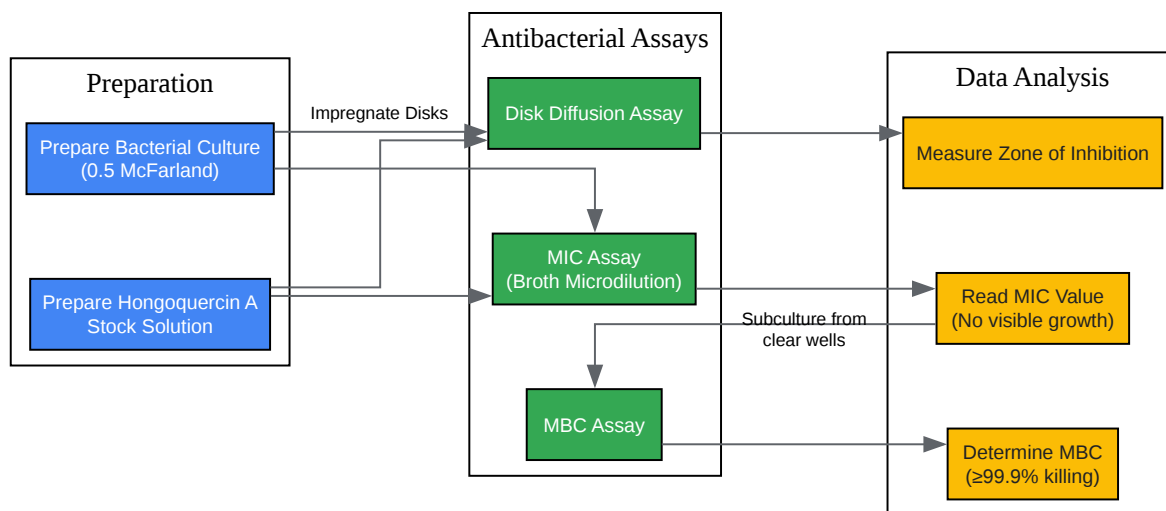 Preparation
Prepare Bacterial Culture
(0.5 McFarland)
Prepare Hongoquercin A
Stock Solution
Impregnate Disks
Antibacterial Assays
Disk Diffusion Assay
MIC Assay
(Broth Microdilution)
Subculture from
clear wells
MBC Assay
Data Analysis
Measure Zone of Inhibition
Read MIC Value
(No visible growth)
Determine MBC
(≥99.9% killing)